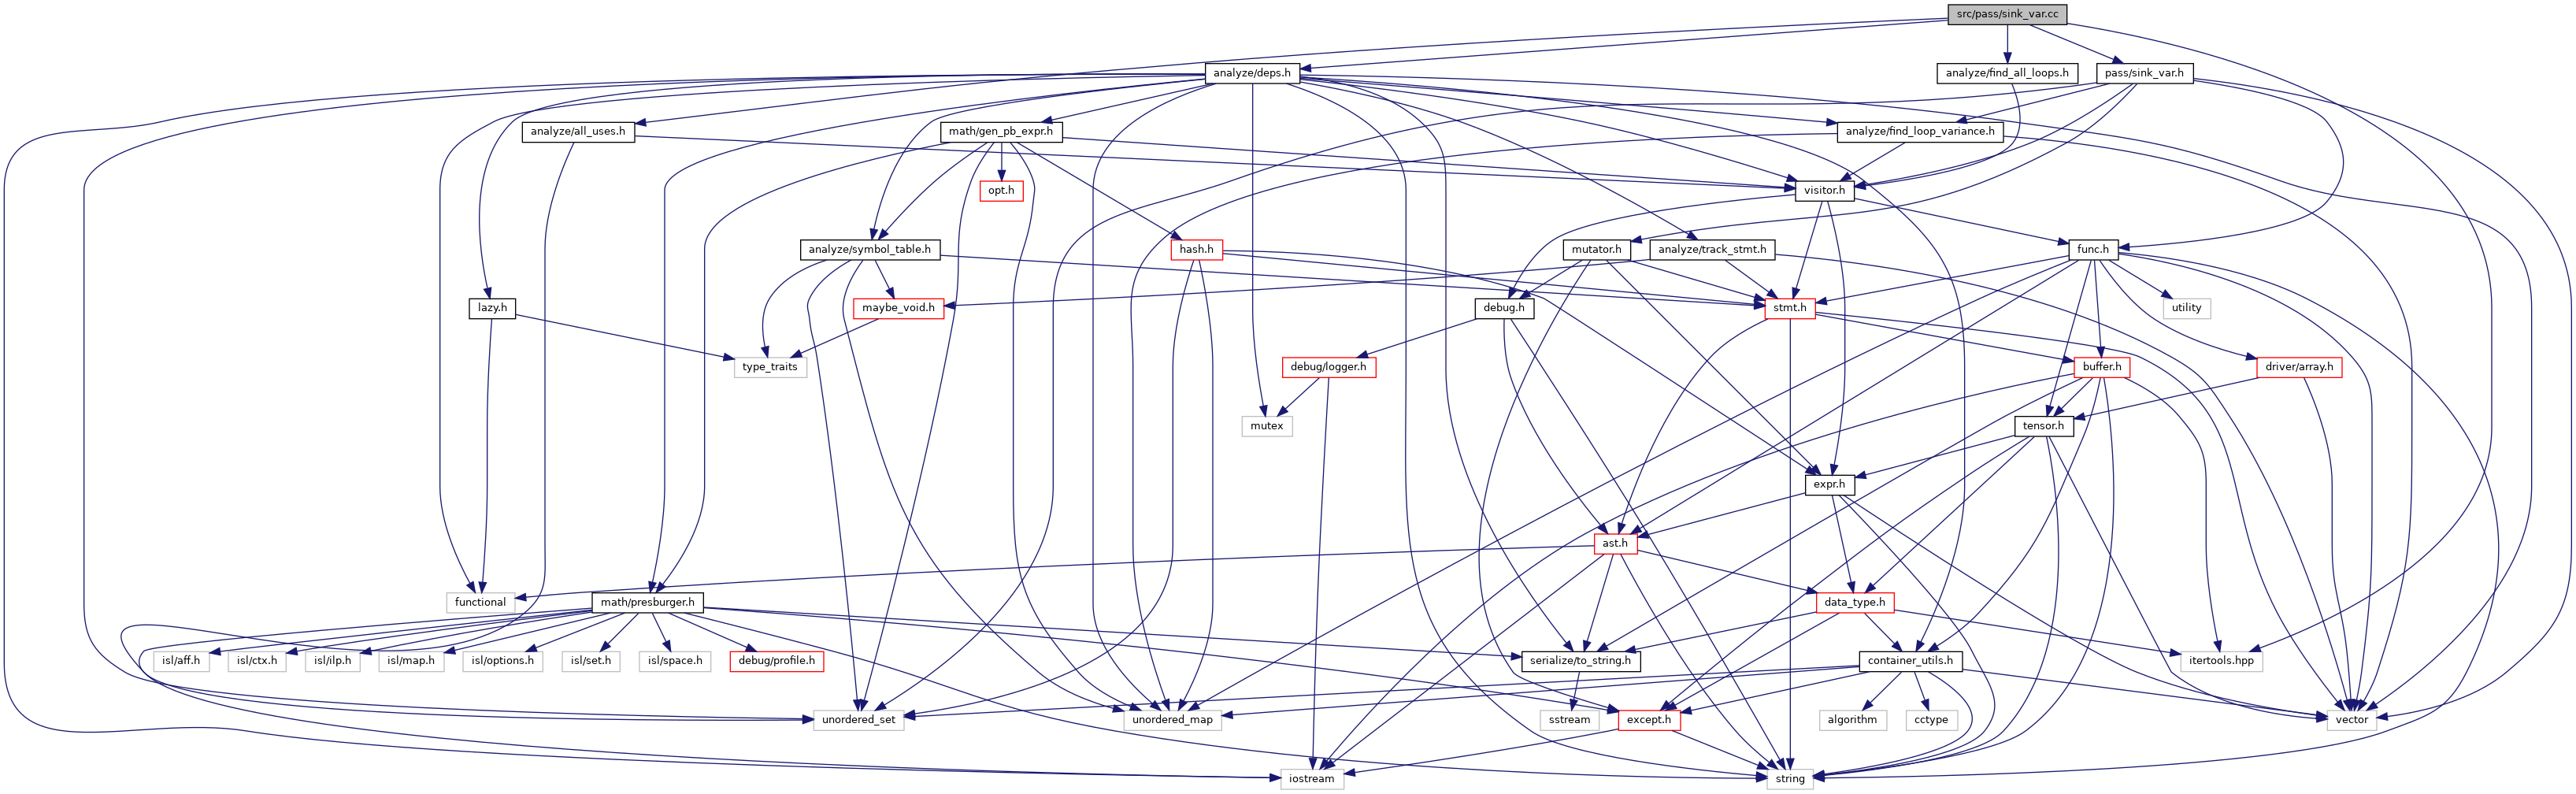 src/pass/sink_var.cc
analyze/deps.h
analyze/find_all_loops.h
pass/sink_var.h
analyze/all_uses.h
math/gen_pb_expr.h
analyze/find_loop_variance.h
opt.h
visitor.h
analyze/symbol_table.h
hash.h
mutator.h
analyze/track_stmt.h
func.h
lazy.h
maybe_void.h
debug.h
stmt.h
utility
type_traits
debug/logger.h
buffer.h
driver/array.h
mutex
tensor.h
expr.h
ast.h
functional
math/presburger.h
data_type.h
isl/aff.h
isl/ctx.h
isl/ilp.h
isl/map.h
isl/options.h
isl/set.h
isl/space.h
debug/profile.h
serialize/to_string.h
container_utils.h
itertools.hpp
unordered_set
unordered_map
sstream
except.h
algorithm
cctype
vector
iostream
string